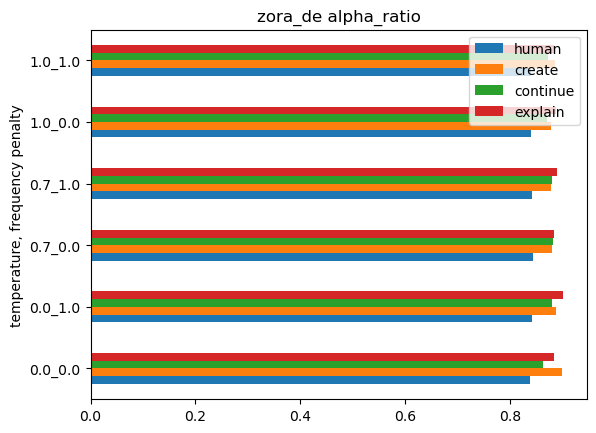 zora_de alpha_ratio
human
create
continue
explain
temperature, frequency penalty
1.0_1.0
1.0_0.0
0.7_1.0
0.7_0.0
0.0_1.0
0.0_0.0
0.0
0.2
0.4
0.6
0.8